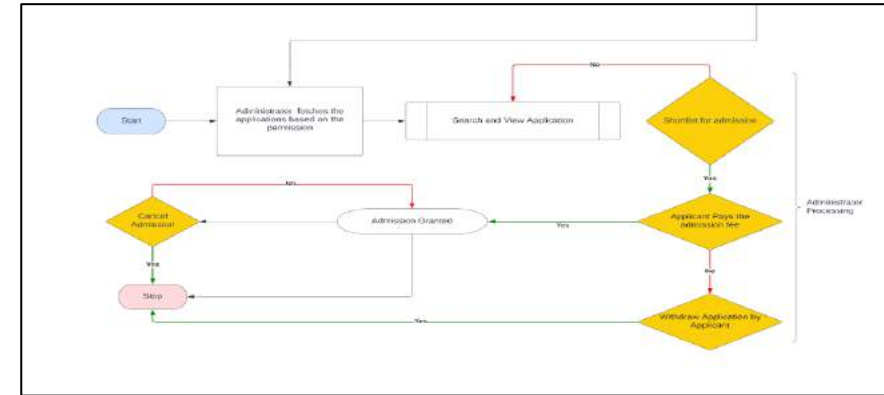 No
Start
Administrator fetches the
applications based on the
permission
Search and View Application
Shortlist for admission
Yes
No
Cancel
Admission
Admission Granted
Yes
Applicant Pays the
admission fee
Administrator
Processing
Yes
No
Stop
Yes
Withdraw Application by
Applicant